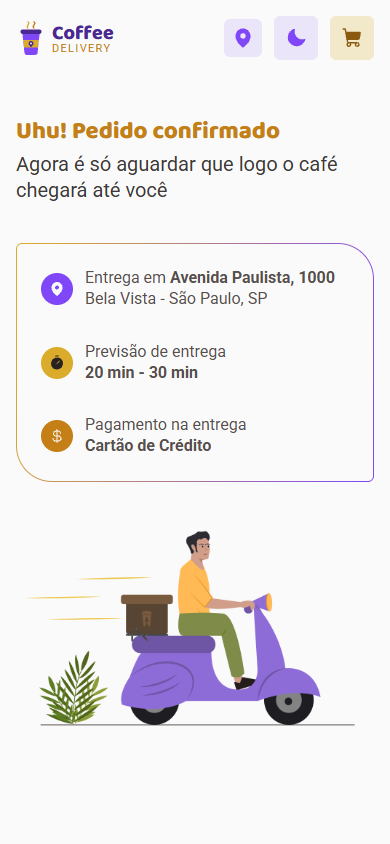 Coffee
DELIVERY
Uhu! Pedido confirmado
Agora é só aguardar que logo o café
chegará até você
Entrega em Avenida Paulista, 1000
Bela Vista - São Paulo, SP
Previsão de entrega
20 min - 30 min
$
Pagamento na entrega
Cartão de Crédito